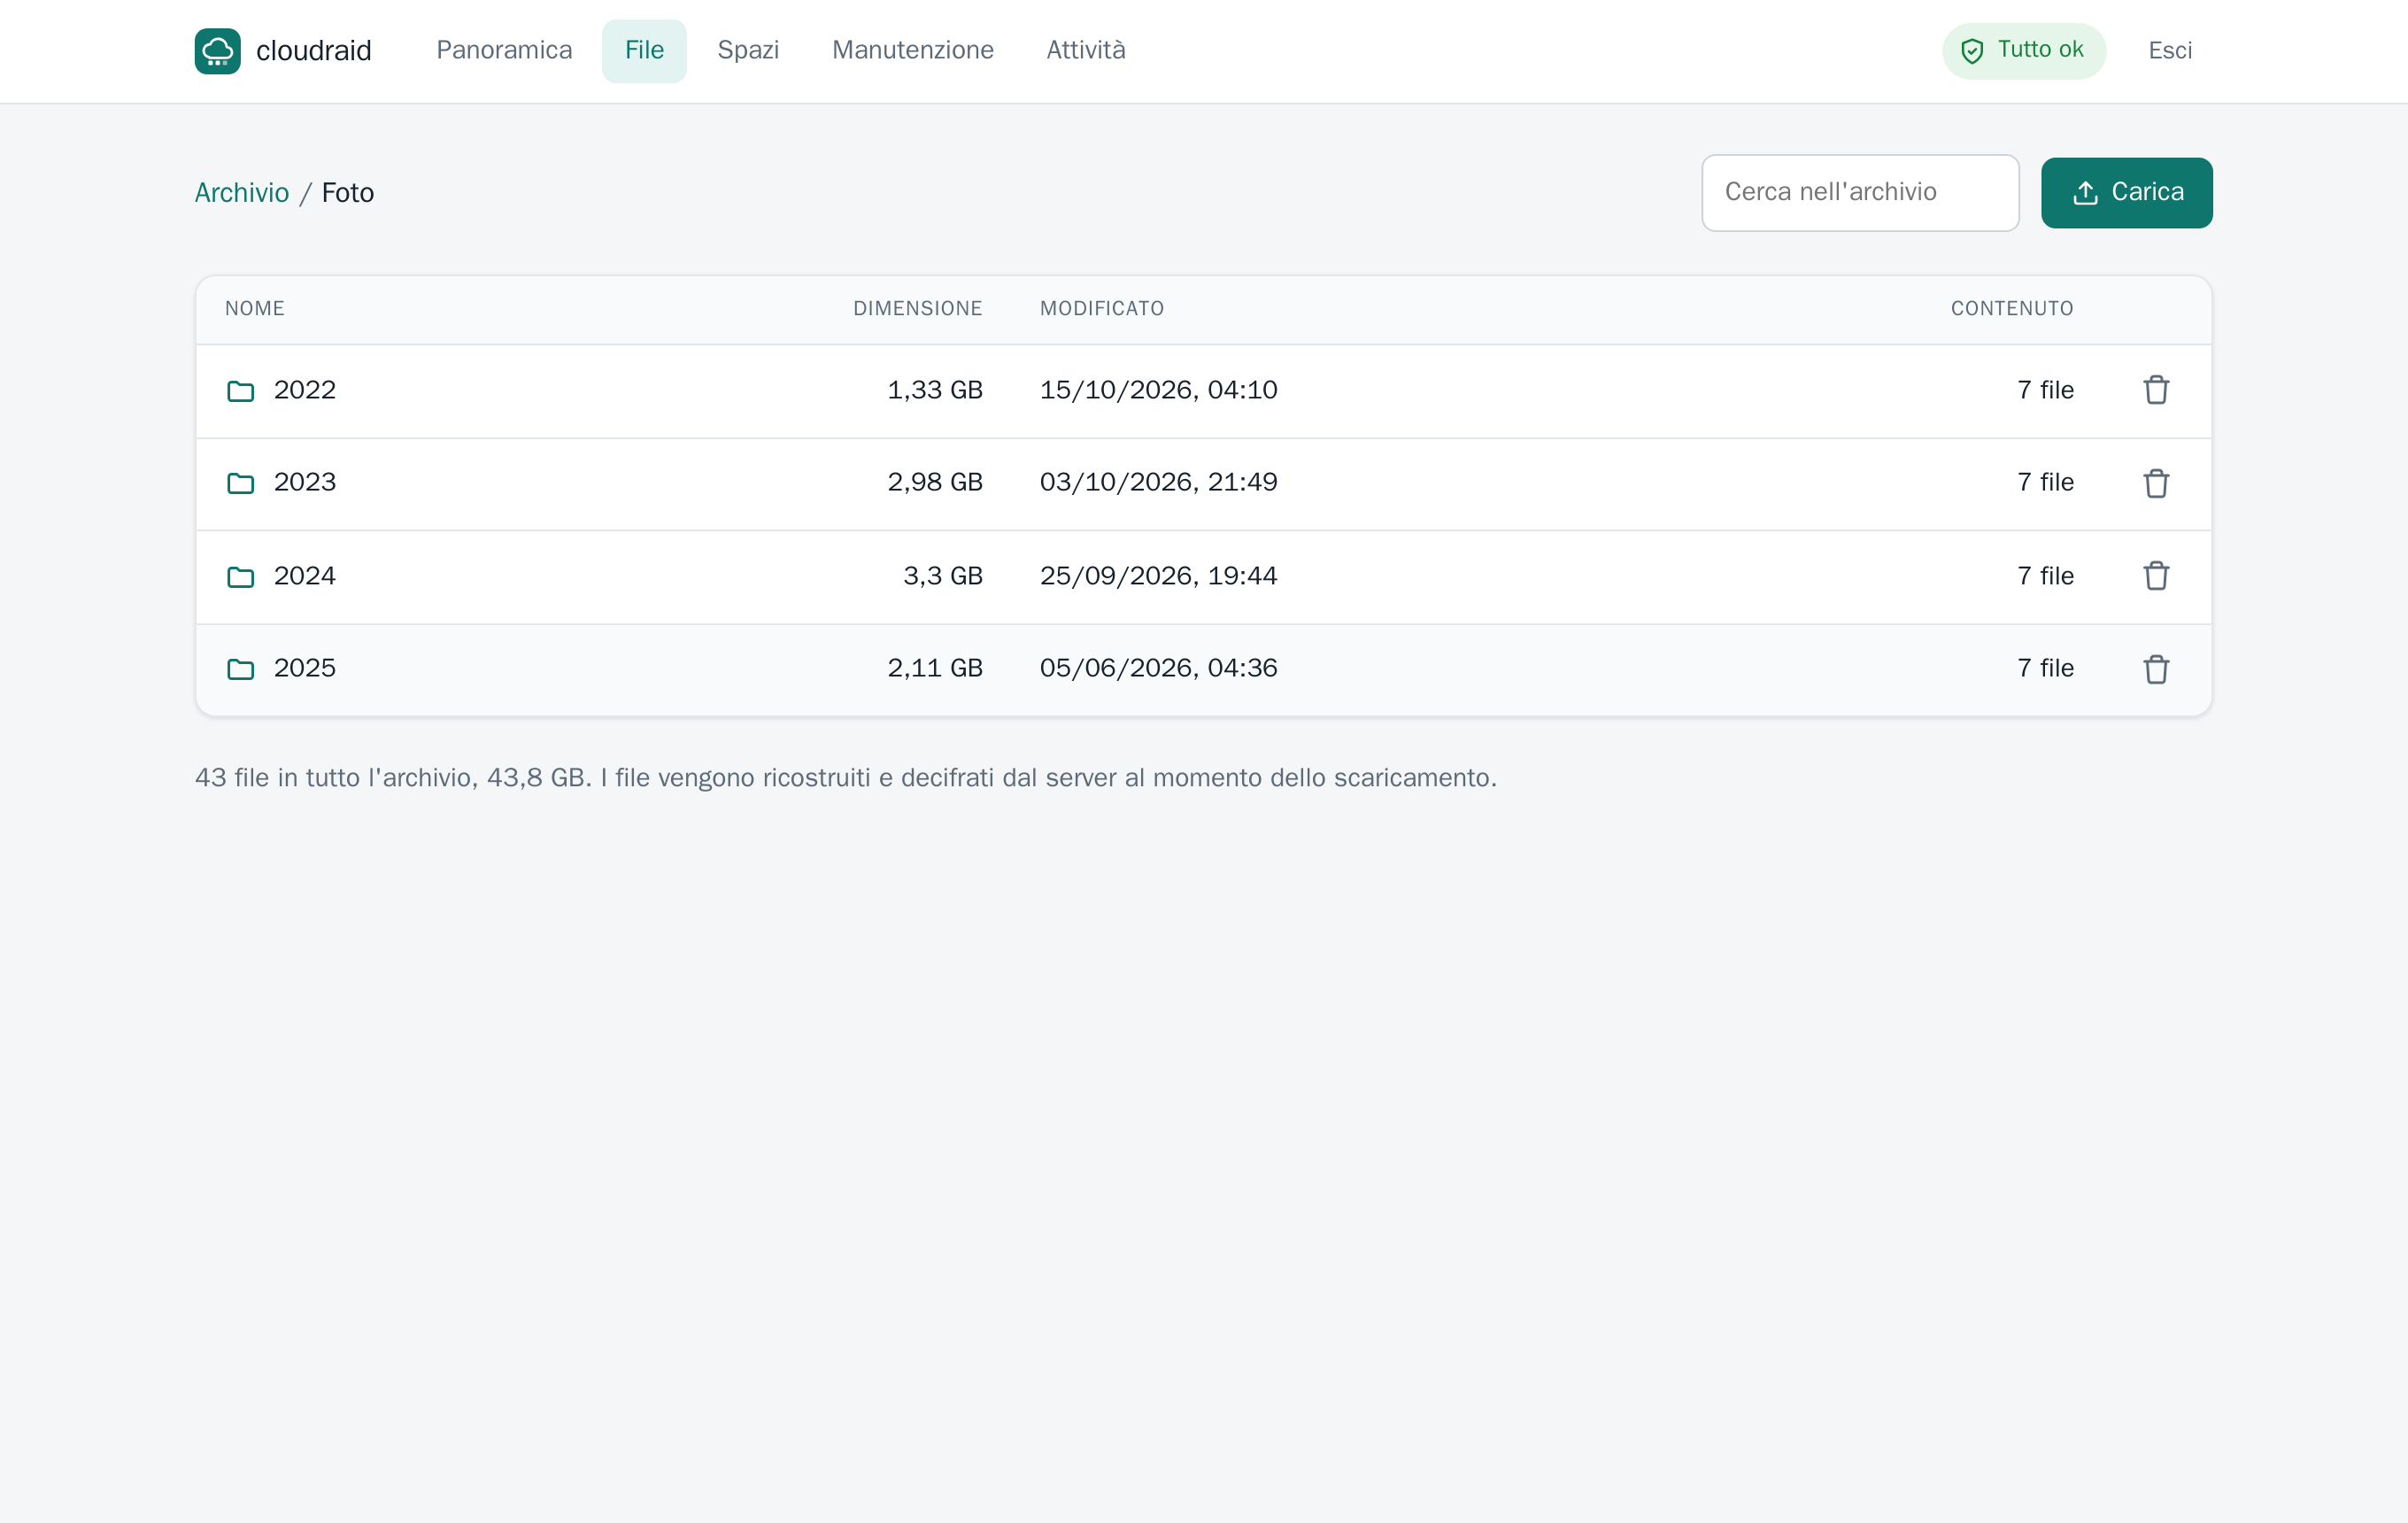 cloudraid Panoramica File Spazi Manutenzione Attività Tutto ok Esci
Archivio / Foto Cerca nell'archivio Carica
NOME DIMENSIONE MODIFICATO CONTENUTO
2022 1,33 GB 15/10/2026, 04:10 7 file
2023 2,98 GB 03/10/2026, 21:49 7 file
2024 3,3 GB 25/09/2026, 19:44 7 file
2025 2,11 GB 05/06/2026, 04:36 7 file
43 file in tutto l'archivio, 43,8 GB. I file vengono ricostruiti e decifrati dal server al momento dello scaricamento.